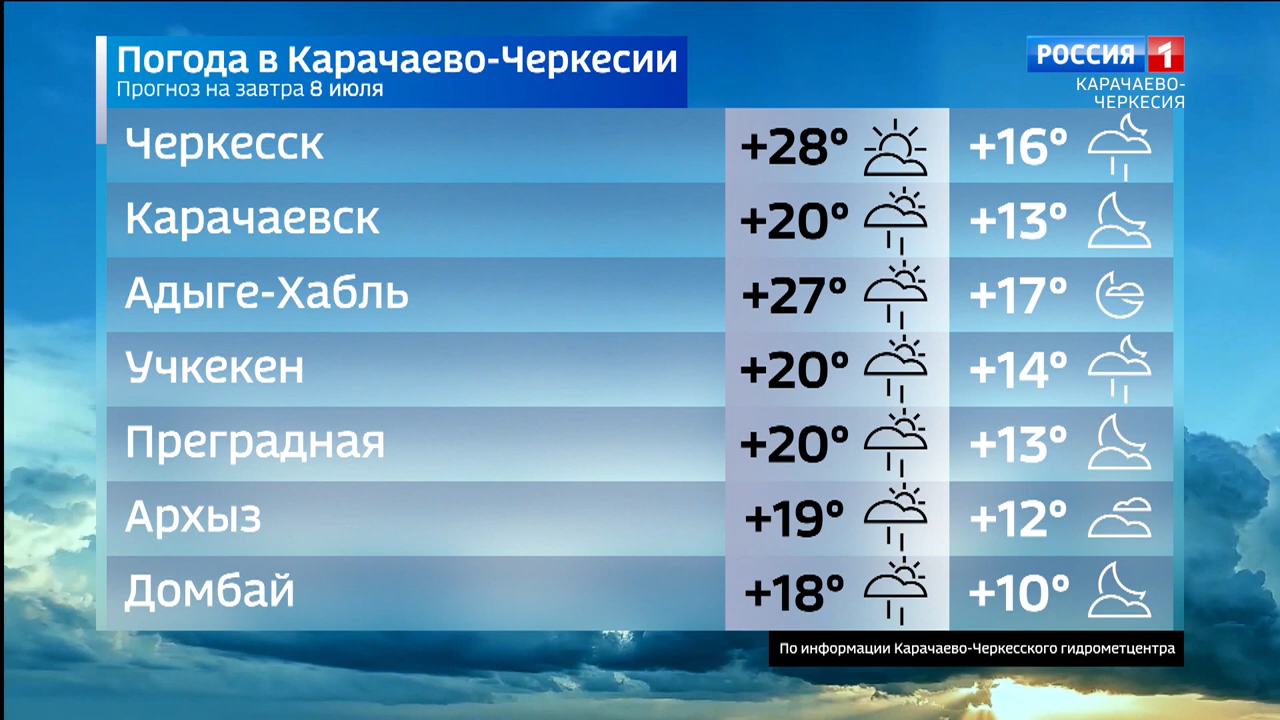 Погода в Карачаево-Черкесии
Прогноз на завтра 8 июля
РОССИЯ 1
КАРАЧАЕВО-
ЧЕРКЕСИЯ
Черкесск +28° +16°
Карачаевск +20° +13°
Адыге-Хабль +27° +17°
Учкекен +20° +14°
Преградная +20° +13°
Архыз +19° +12°
Домбай +18° +10°
По информации Карачаево-Черкесского гидрометцентра